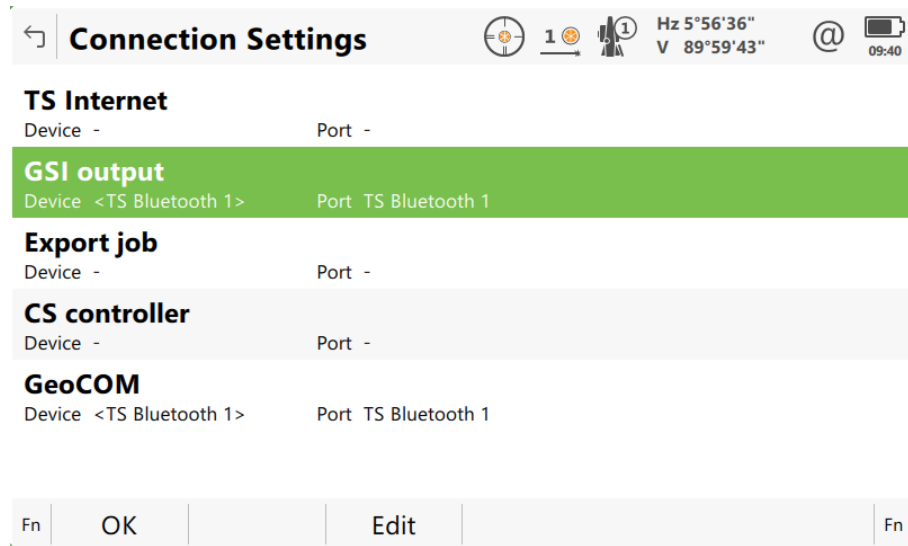 Connection Settings
1
1
Hz 5°56'36"
V 89°59'43"
@
09:40
TS Internet
Device - Port -
GSI output
Device <TS Bluetooth 1> Port TS Bluetooth 1
Export job
Device - Port -
CS controller
Device - Port -
GeoCOM
Device <TS Bluetooth 1> Port TS Bluetooth 1
Fn OK Edit Fn